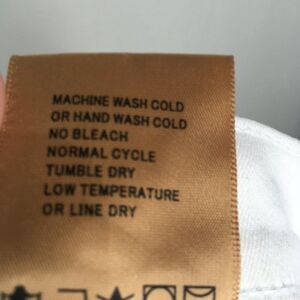 MACHINE WASH COLD
OR HAND WASH COLD
NO BLEACH
NORMAL CYCLE
TUMBLE DRY
LOW TEMPERATURE
OR LINE DRY